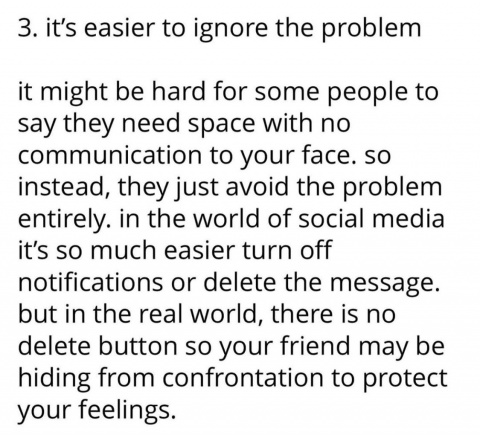 3. it's easier to ignore the problem
it might be hard for some people to
say they need space with no
communication to your face. so
instead, they just avoid the problem
entirely. in the world of social media
it's so much easier turn off
notifications or delete the message.
but in the real world, there is no
delete button so your friend may be
hiding from confrontation to protect
your feelings.